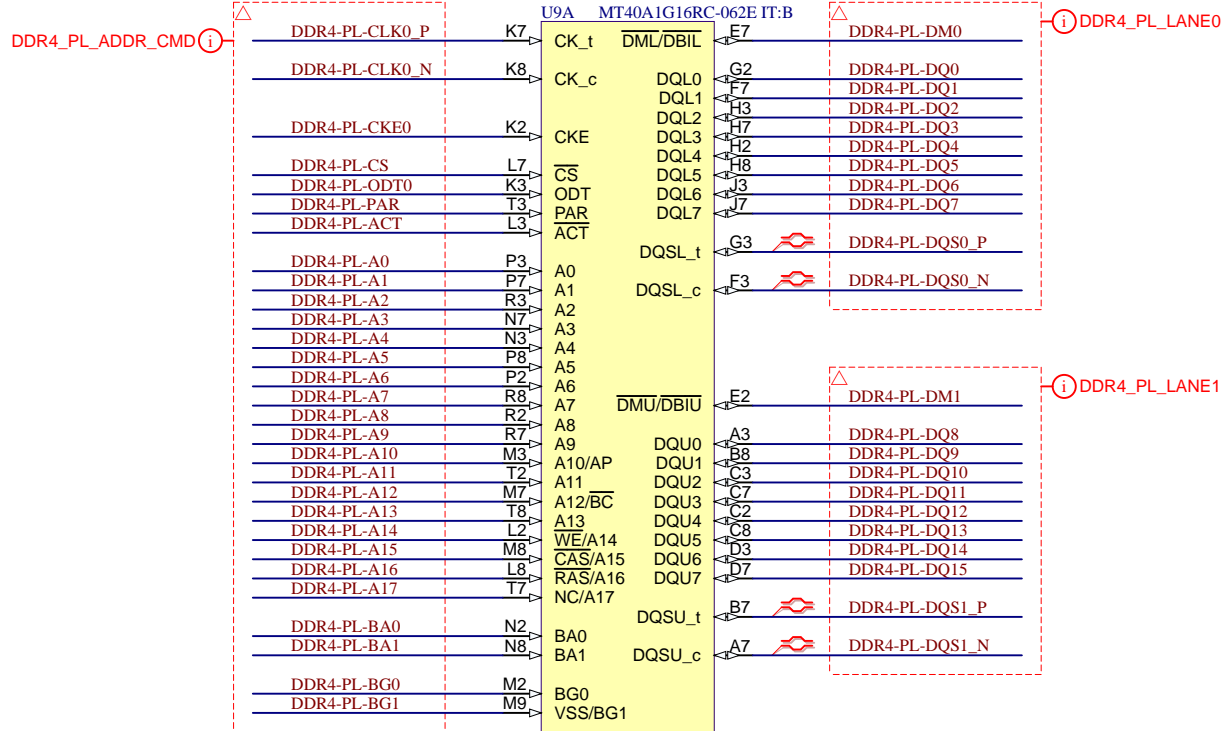 U9A MT40A1G16RC-062E IT:B
DDR4_PL_ADDR_CMD i
DDR4-PL-CLK0_P K7 CK_t
DDR4-PL-CLK0_N K8 CK_c
DDR4-PL-CKE0 K2 CKE
DDR4-PL-CS L7 CS
DDR4-PL-ODT0 K3 ODT
DDR4-PL-PAR T3 PAR
DDR4-PL-ACT L3 ACT
DDR4-PL-A0 P3 A0
DDR4-PL-A1 P7 A1
DDR4-PL-A2 R3 A2
DDR4-PL-A3 N7 A3
DDR4-PL-A4 N3 A4
DDR4-PL-A5 P8 A5
DDR4-PL-A6 P2 A6
DDR4-PL-A7 R8 A7
DDR4-PL-A8 R2 A8
DDR4-PL-A9 R7 A9
DDR4-PL-A10 M3 A10/AP
DDR4-PL-A11 T2 A11
DDR4-PL-A12 M7 A12/BC
DDR4-PL-A13 T8 A13
DDR4-PL-A14 L2 WE/A14
DDR4-PL-A15 M8 CAS/A15
DDR4-PL-A16 L8 RAS/A16
DDR4-PL-A17 T7 NC/A17
DDR4-PL-BA0 N2 BA0
DDR4-PL-BA1 N8 BA1
DDR4-PL-BG0 M2 BG0
DDR4-PL-BG1 M9 VSS/BG1
i DDR4_PL_LANE0
DML/DBIL E7 DDR4-PL-DM0
DQL0 G2 DDR4-PL-DQ0
DQL1 F7 DDR4-PL-DQ1
DQL2 H3 DDR4-PL-DQ2
DQL3 H7 DDR4-PL-DQ3
DQL4 H2 DDR4-PL-DQ4
DQL5 H8 DDR4-PL-DQ5
DQL6 J3 DDR4-PL-DQ6
DQL7 J7 DDR4-PL-DQ7
DQSL_t G3 DDR4-PL-DQS0_P
DQSL_c F3 DDR4-PL-DQS0_N
i DDR4_PL_LANE1
DMU/DBIU E2 DDR4-PL-DM1
DQU0 A3 DDR4-PL-DQ8
DQU1 B8 DDR4-PL-DQ9
DQU2 C3 DDR4-PL-DQ10
DQU3 C7 DDR4-PL-DQ11
DQU4 C2 DDR4-PL-DQ12
DQU5 C8 DDR4-PL-DQ13
DQU6 D3 DDR4-PL-DQ14
DQU7 D7 DDR4-PL-DQ15
DQSU_t B7 DDR4-PL-DQS1_P
DQSU_c A7 DDR4-PL-DQS1_N